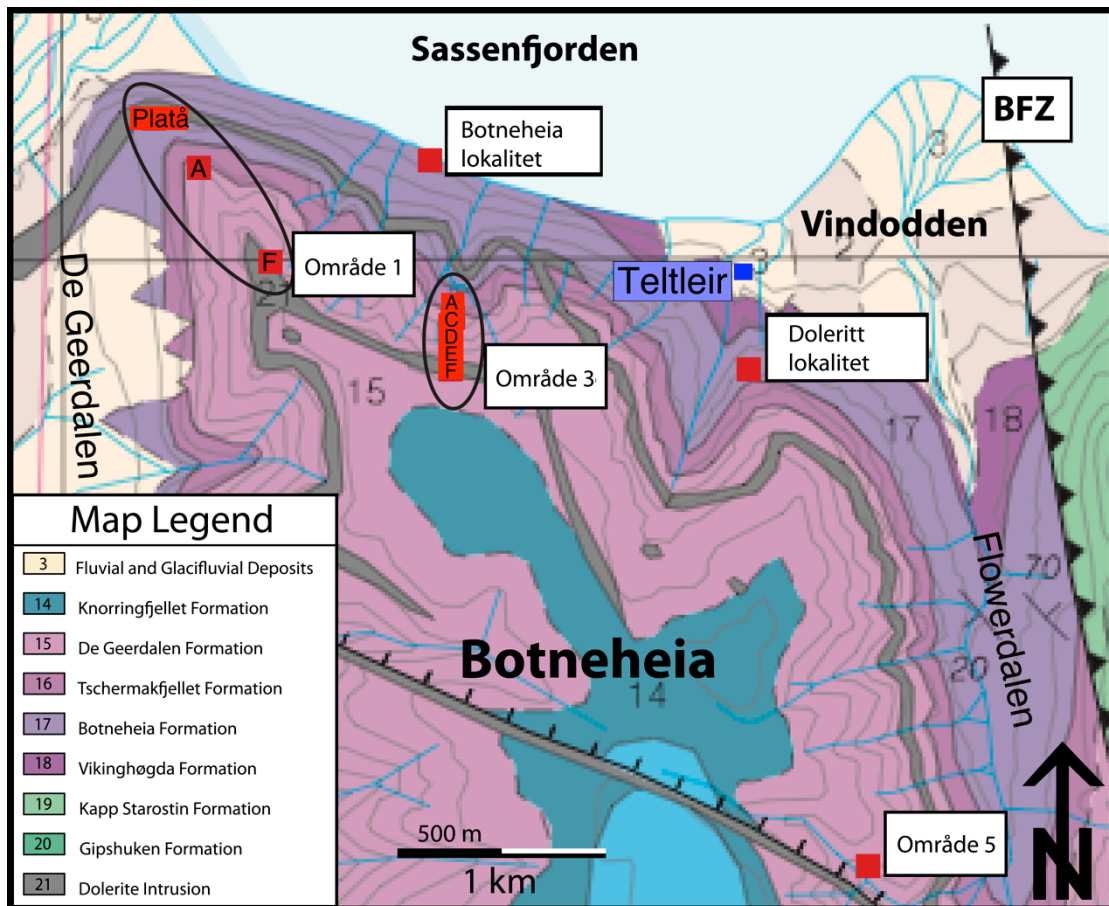 Sassenfjorden
BFZ
Platå
Botneheia
lokalitet
3
A
Vindodden
2
F
Område 1
3
Teltleir
21
De Geerdalen
A
C
D
E
F
Område 3
Doleritt
lokalitet
15
17
18
Map Legend
3 Fluvial and Glacifluvial Deposits
14 Knorringfjellet Formation
15 De Geerdalen Formation
16 Tschermakfjellet Formation
17 Botneheia Formation
18 Vikinghøgda Formation
19 Kapp Starostin Formation
20 Gipshuken Formation
21 Dolerite Intrusion
Flowerdalen
70
Botneheia
14
20
500 m
1 km
Område 5
N